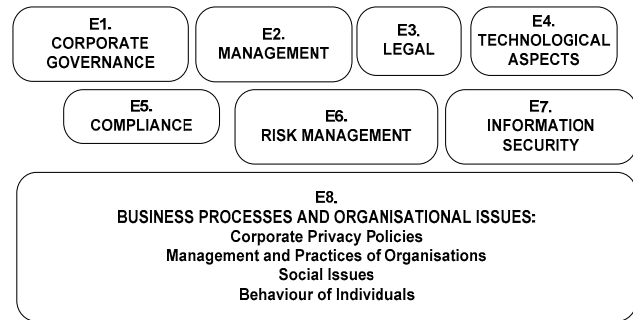 E1.
CORPORATE
GOVERNANCE
E2.
MANAGEMENT
E3.
LEGAL
E4.
TECHNOLOGICAL
ASPECTS
E5.
COMPLIANCE
E6.
RISK MANAGEMENT
E7.
INFORMATION
SECURITY
E8.
BUSINESS PROCESSES AND ORGANISATIONAL ISSUES:
Corporate Privacy Policies
Management and Practices of Organisations
Social Issues
Behaviour of Individuals